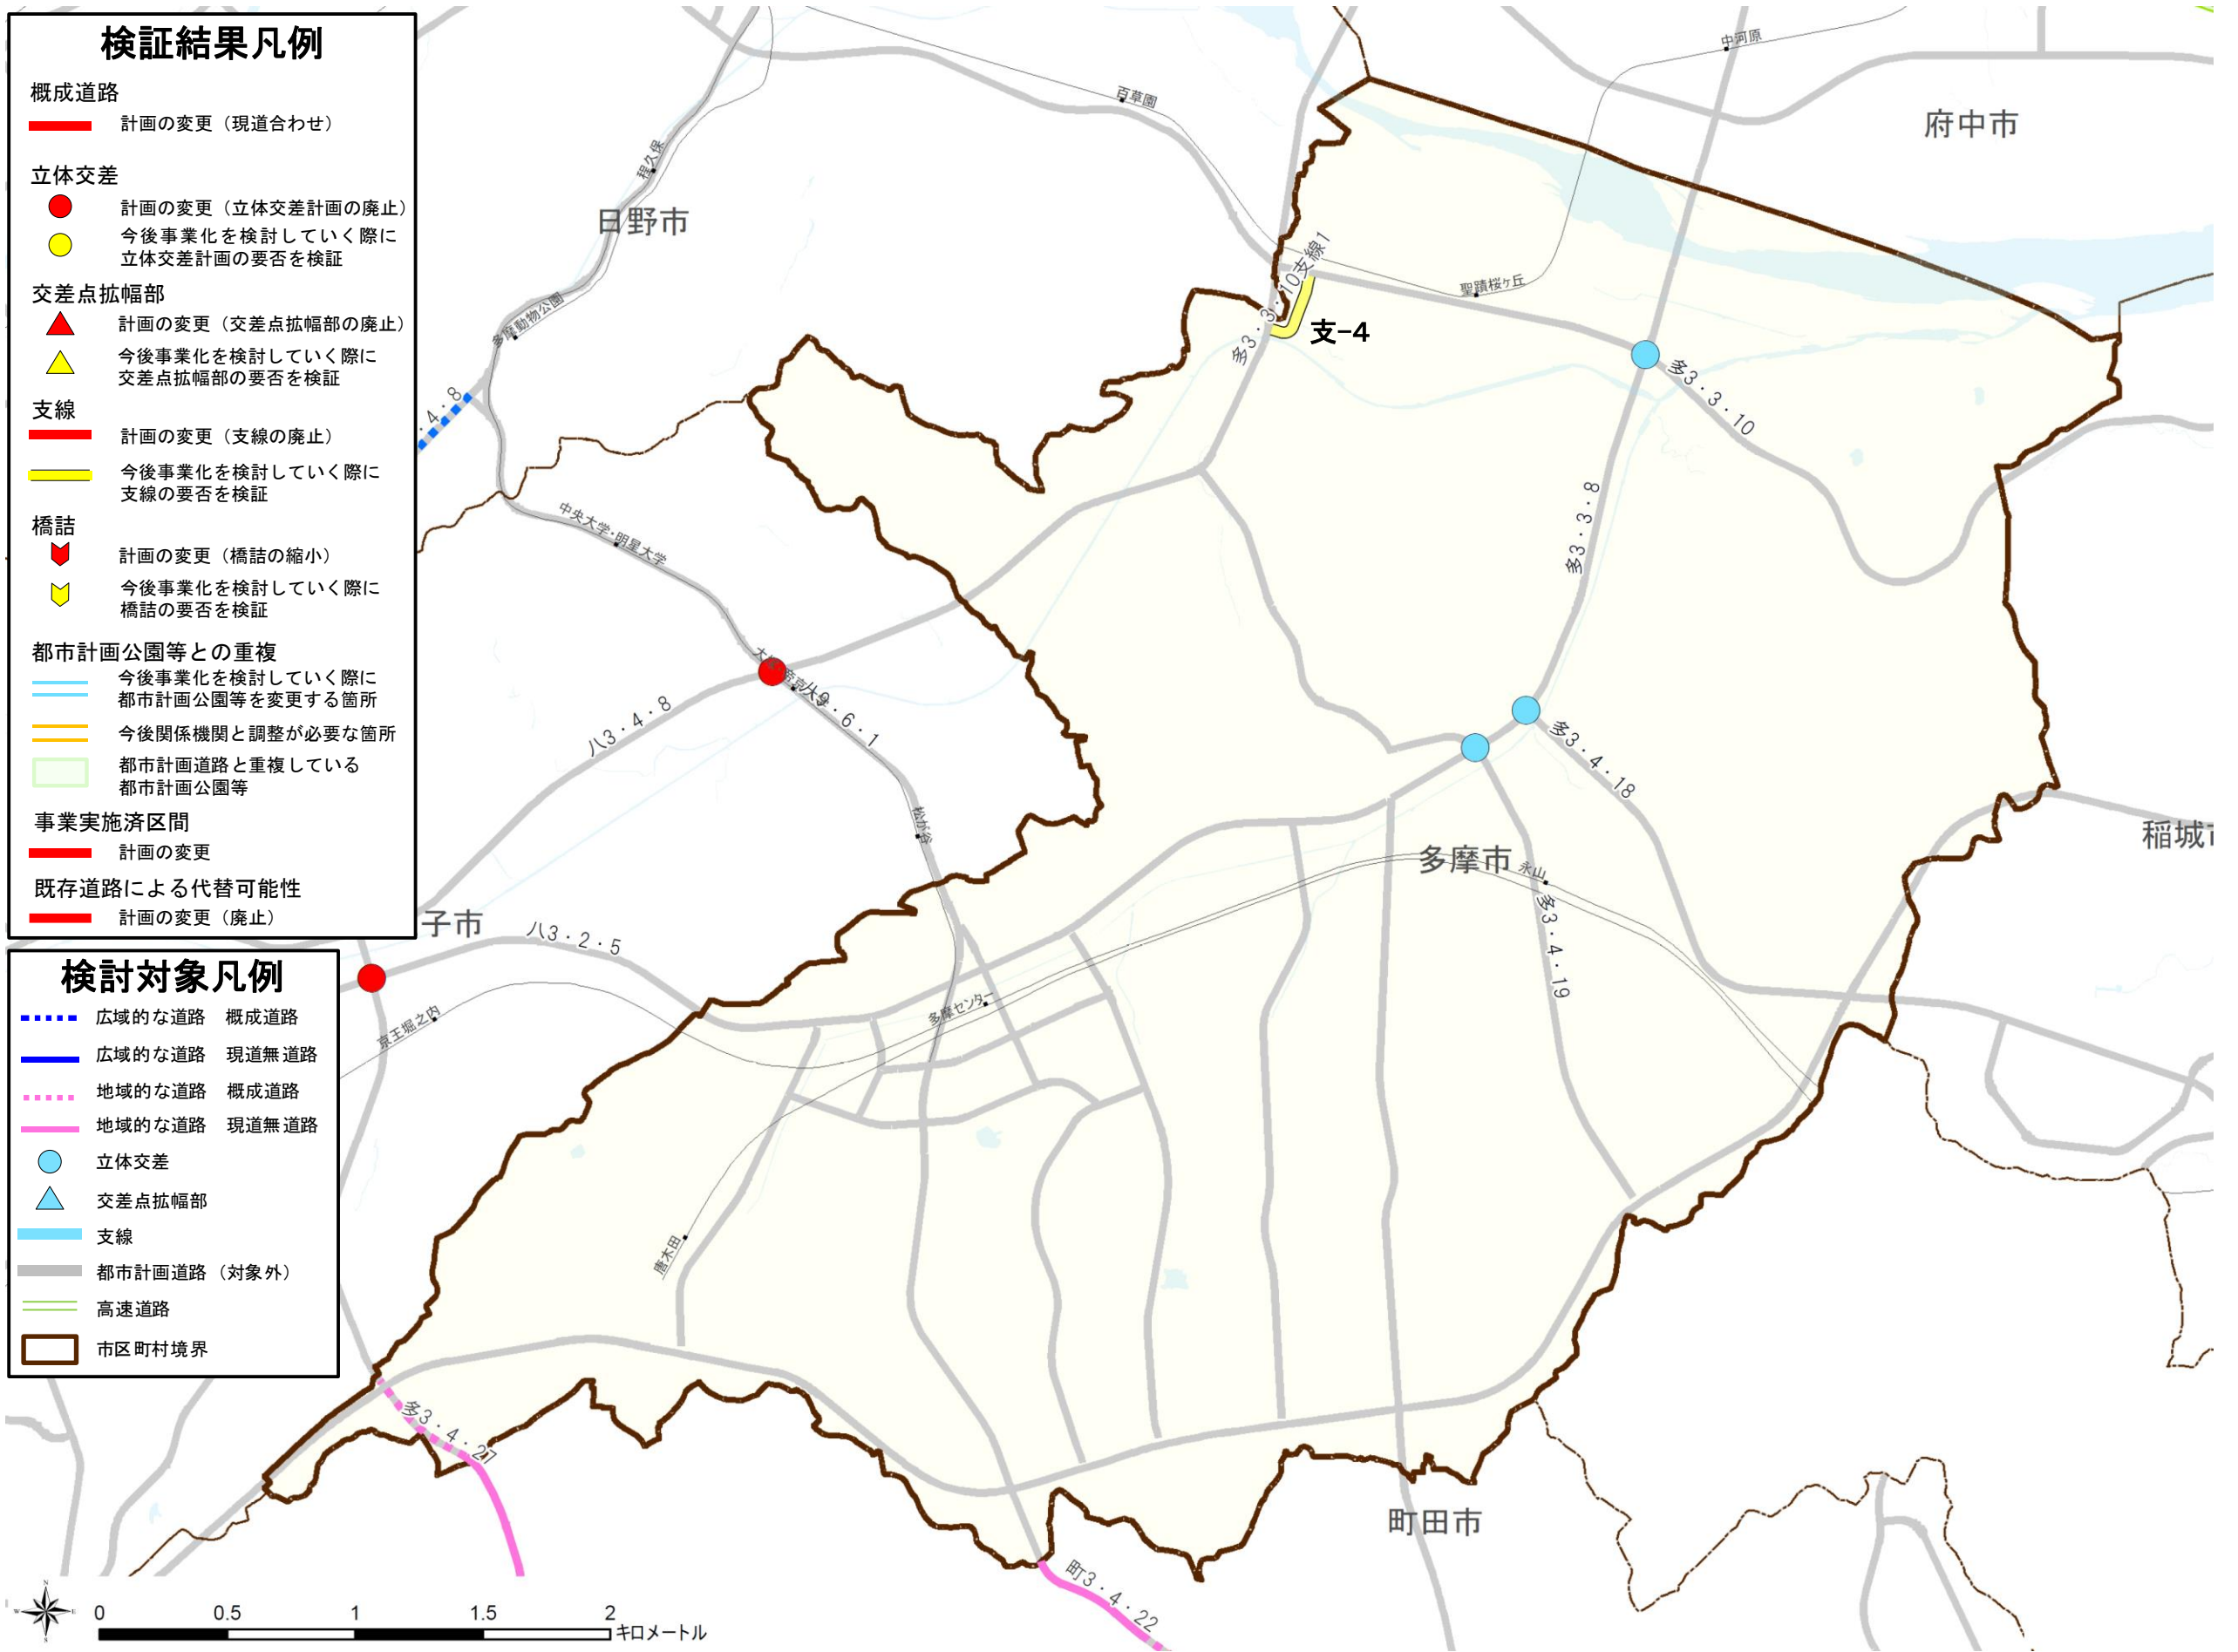 検証結果凡例
概成道路
計画の変更（現道合わせ）
立体交差
計画の変更（立体交差計画の廃止）
今後事業化を検討していく際に
立体交差計画の要否を検証
交差点拡幅部
計画の変更（交差点拡幅部の廃止）
今後事業化を検討していく際に
交差点拡幅部の要否を検証
支線
計画の変更（支線の廃止）
今後事業化を検討していく際に
支線の要否を検証
橋詰
計画の変更（橋詰の縮小）
今後事業化を検討していく際に
橋詰の要否を検証
都市計画公園等との重複
今後事業化を検討していく際に
都市計画公園等を変更する箇所
今後関係機関と調整が必要な箇所
都市計画道路と重複している
都市計画公園等
事業実施済区間
計画の変更
既存道路による代替可能性
計画の変更（廃止）
検討対象凡例
広域的な道路　概成道路
広域的な道路　現道無道路
地域的な道路　概成道路
地域的な道路　現道無道路
立体交差
交差点拡幅部
支線
都市計画道路（対象外）
高速道路
市区町村境界
中河原
府中市
百草園
程久保
日野市
多3・3・10支線1
聖蹟桜ヶ丘
支-4
多摩動物公園
・4・8
多3・3・10
多3・3・8
中央大学・明星大学
八3・4・8
八9・6・1
多3・4・18
松が谷
稲城市
多摩市
永山
多3・4・19
子市
八3・2・5
京王堀之内
多摩センター
唐木田
多3・4・27
町田市
町3・4・22
N
W
E
S
0
0.5
1
1.5
2
キロメートル